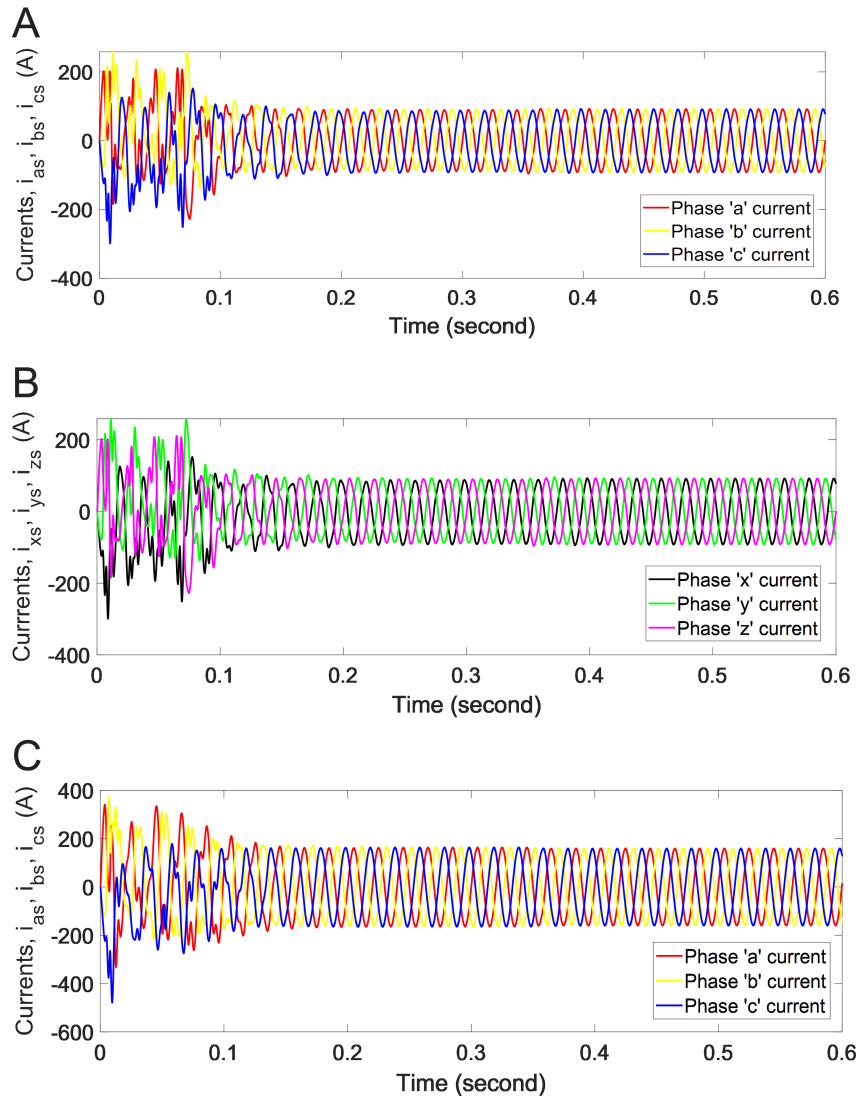 A
Currents, i_as, i_bs, i_cs (A)
200
0
-200
-400
Phase 'a' current
Phase 'b' current
Phase 'c' current
0 0.1 0.2 0.3 0.4 0.5 0.6
Time (second)
B
Currrents, i_xs, i_ys, i_zs (A)
200
0
-200
-400
Phase 'x' current
Phase 'y' current
Phase 'z' current
0 0.1 0.2 0.3 0.4 0.5 0.6
Time (second)
C
Currents, i_as, i_bs, i_cs (A)
400
200
0
-200
-400
-600
Phase 'a' current
Phase 'b' current
Phase 'c' current
0 0.1 0.2 0.3 0.4 0.5 0.6
Time (second)